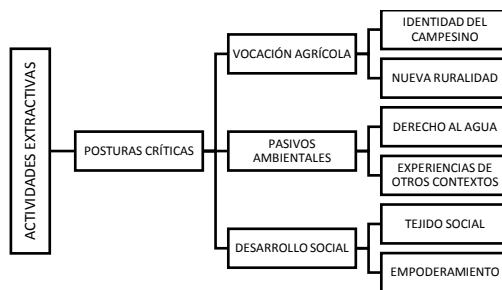 ACTIVIDADES EXTRACTIVAS
POSTURAS CRÍTICAS
VOCACIÓN AGRÍCOLA
IDENTIDAD DEL
CAMPESINO
NUEVA RURALIDAD
PASIVOS
AMBIENTALES
DERECHO AL AGUA
EXPERIENCIAS DE
OTROS CONTEXTOS
DESARROLLO SOCIAL
TEJIDO SOCIAL
EMPODERAMIENTO